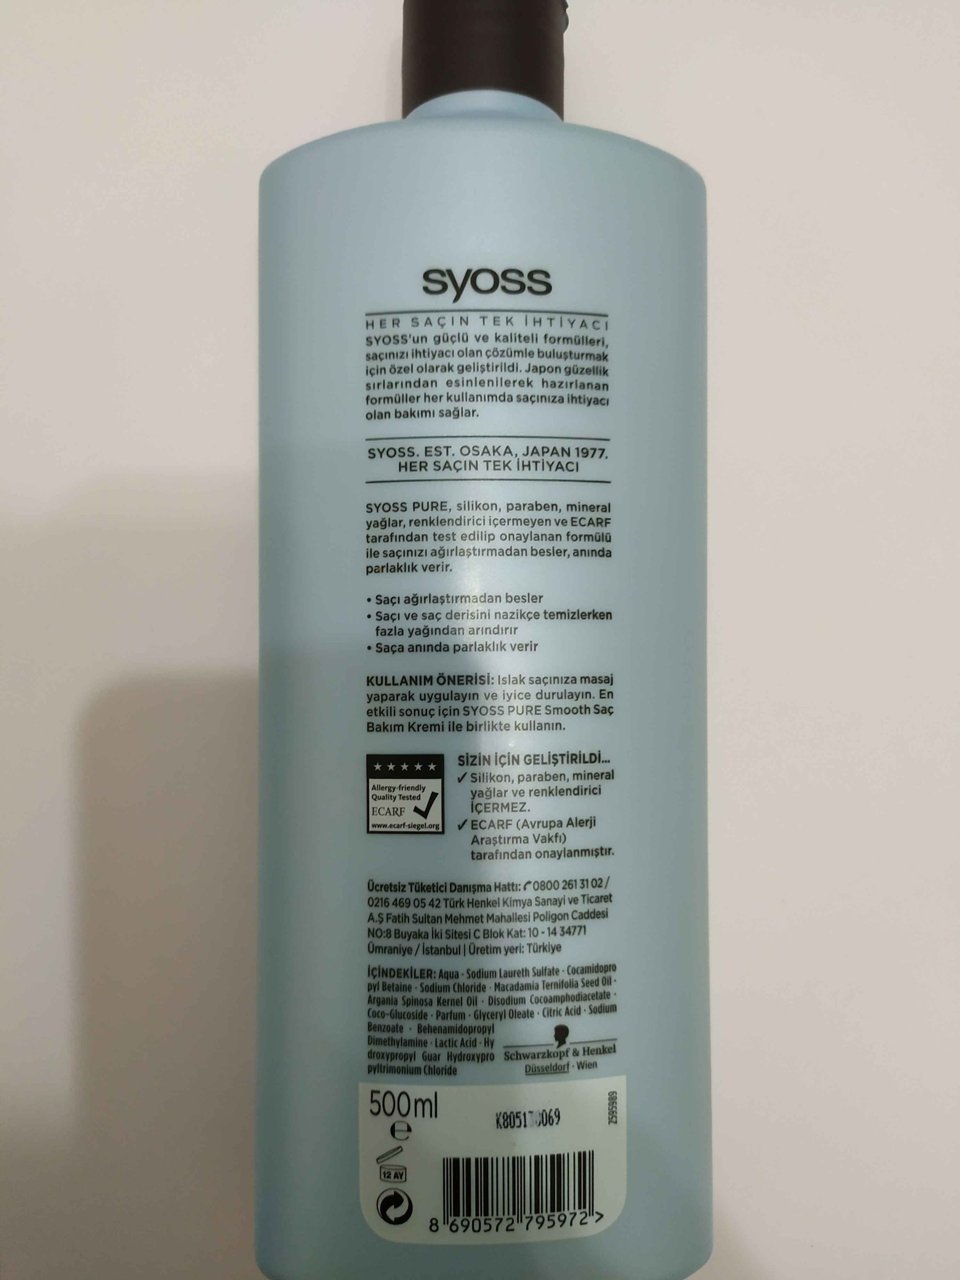 syoss
HER SAÇIN TEK İHTİYACI
SYOSS'un güçlü ve kaliteli formülleri,
saçınızı ihtiyacı olan çözümle buluşturmak
için özel olarak geliştirildi. Japon güzellik
sırlarından esinlenilerek hazırlanan
formüller her kullanımda saçınıza ihtiyacı
olan bakımı sağlar.
SYOSS. EST. OSAKA, JAPAN 1977.
HER SAÇIN TEK İHTİYACI
SYOSS PURE, silikon, paraben, mineral
yağlar, renklendirici içermeyen ve ECARF
tarafından test edilip onaylanan formülü
ile saçınızı ağırlaştırmadan besler, anında
parlaklık verir.
• Saçı ağırlaştırmadan besler
• Saçı ve saç derisini nazikçe temizlerken
fazla yağından arındırır
• Saça anında parlaklık verir
KULLANIM ÖNERİSİ: Islak saçınıza masaj
yaparak uygulayın ve iyice durulayın. En
etkili sonuç için SYOSS PURE Smooth Saç
Bakım Kremi ile birlikte kullanın.
Allergy-friendly
Quality Tested
ECARF
www.ecarf-siegel.org
SİZİN İÇİN GELİŞTİRİLDİ...
✓ Silikon, paraben, mineral
yağlar ve renklendirici
İÇERMEZ.
✓ ECARF (Avrupa Alerji
Araştırma Vakfı)
tarafından onaylanmıştır.
Ücretsiz Tüketici Danışma Hattı: 0800 261 31 02 /
0216 469 05 42 Türk Henkel Kimya Sanayi ve Ticaret
A.Ş Fatih Sultan Mehmet Mahallesi Poligon Caddesi
NO:8 Buyaka İki Sitesi C Blok Kat: 10 - 14 34771
Ümraniye / İstanbul | Üretim yeri: Türkiye
İÇİNDEKİLER: Aqua · Sodium Laureth Sulfate · Cocamidopro
pyl Betaine · Sodium Chloride · Macadamia Ternifolia Seed Oil ·
Argania Spinosa Kernel Oil · Disodium Cocoamphodiacetate ·
Coco-Glucoside · Parfum · Glyceryl Oleate · Citric Acid · Sodium
Benzoate · Behenamidopropyl
Dimethylamine · Lactic Acid · Hy
droxypropyl Guar Hydroxypro
pyltrimonium Chloride
Schwarzkopf & Henkel
Düsseldorf · Wien
500ml
℮
2595989
12 AY
8 690572 795972 >